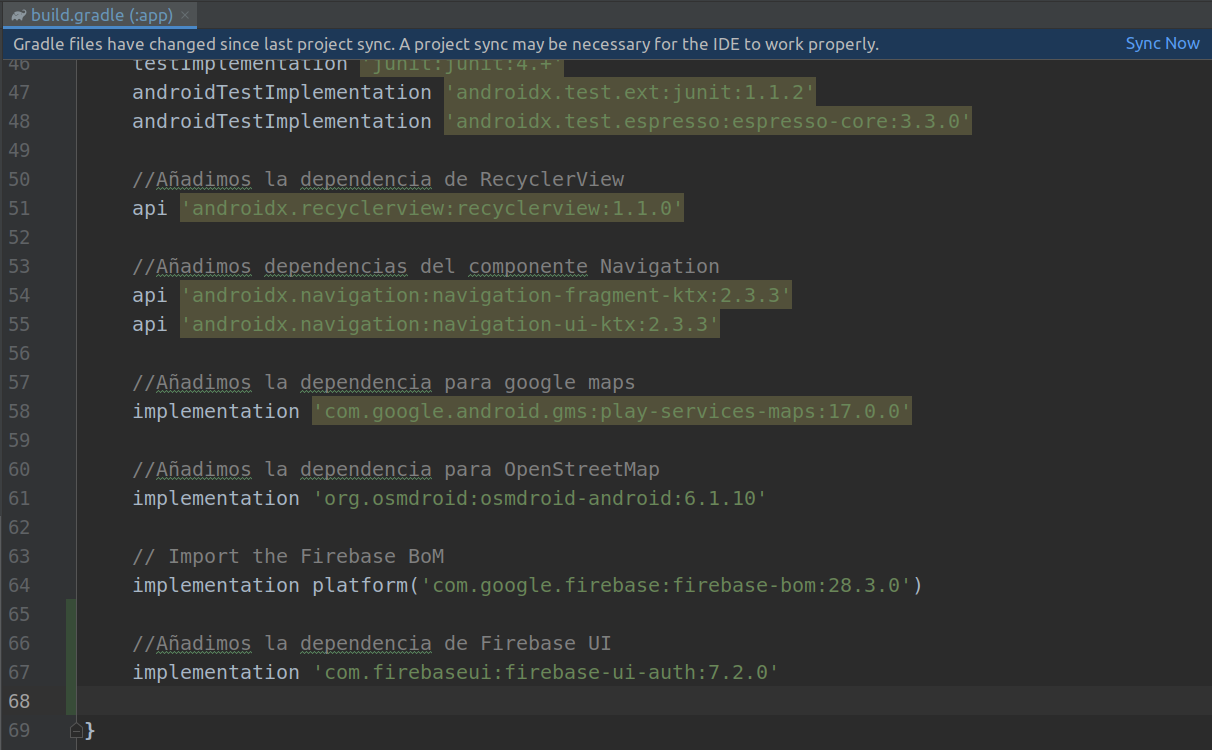 build.gradle (:app)
Gradle files have changed since last project sync. A project sync may be necessary for the IDE to work properly. Sync Now
46 testImplementation 'junit:junit:4.+'
47 androidTestImplementation 'androidx.test.ext:junit:1.1.2'
48 androidTestImplementation 'androidx.test.espresso:espresso-core:3.3.0'
49
50 //Añadimos la dependencia de RecyclerView
51 api 'androidx.recyclerview:recyclerview:1.1.0'
52
53 //Añadimos dependencias del componente Navigation
54 api 'androidx.navigation:navigation-fragment-ktx:2.3.3'
55 api 'androidx.navigation:navigation-ui-ktx:2.3.3'
56
57 //Añadimos la dependencia para google maps
58 implementation 'com.google.android.gms:play-services-maps:17.0.0'
59
60 //Añadimos la dependencia para OpenStreetMap
61 implementation 'org.osmdroid:osmdroid-android:6.1.10'
62
63 // Import the Firebase BoM
64 implementation platform('com.google.firebase:firebase-bom:28.3.0')
65
66 //Añadimos la dependencia de Firebase UI
67 implementation 'com.firebaseui:firebase-ui-auth:7.2.0'
68
69 }